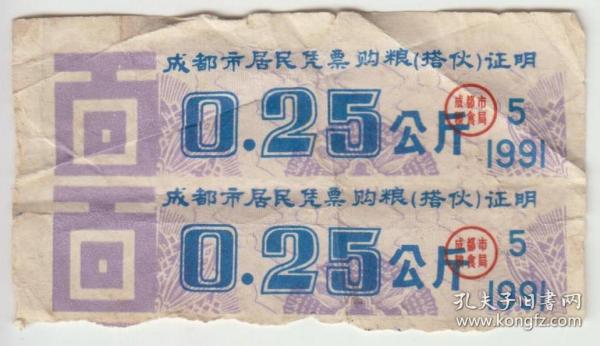 成都市居民凭票购粮(搭伙)证明
0.25公斤
成都市
粮食局
5
1991
成都市居民凭票购粮(搭伙)证明
0.25公斤
成都市
粮食局
5
1991
孔夫子旧书网
www.kongfz.com